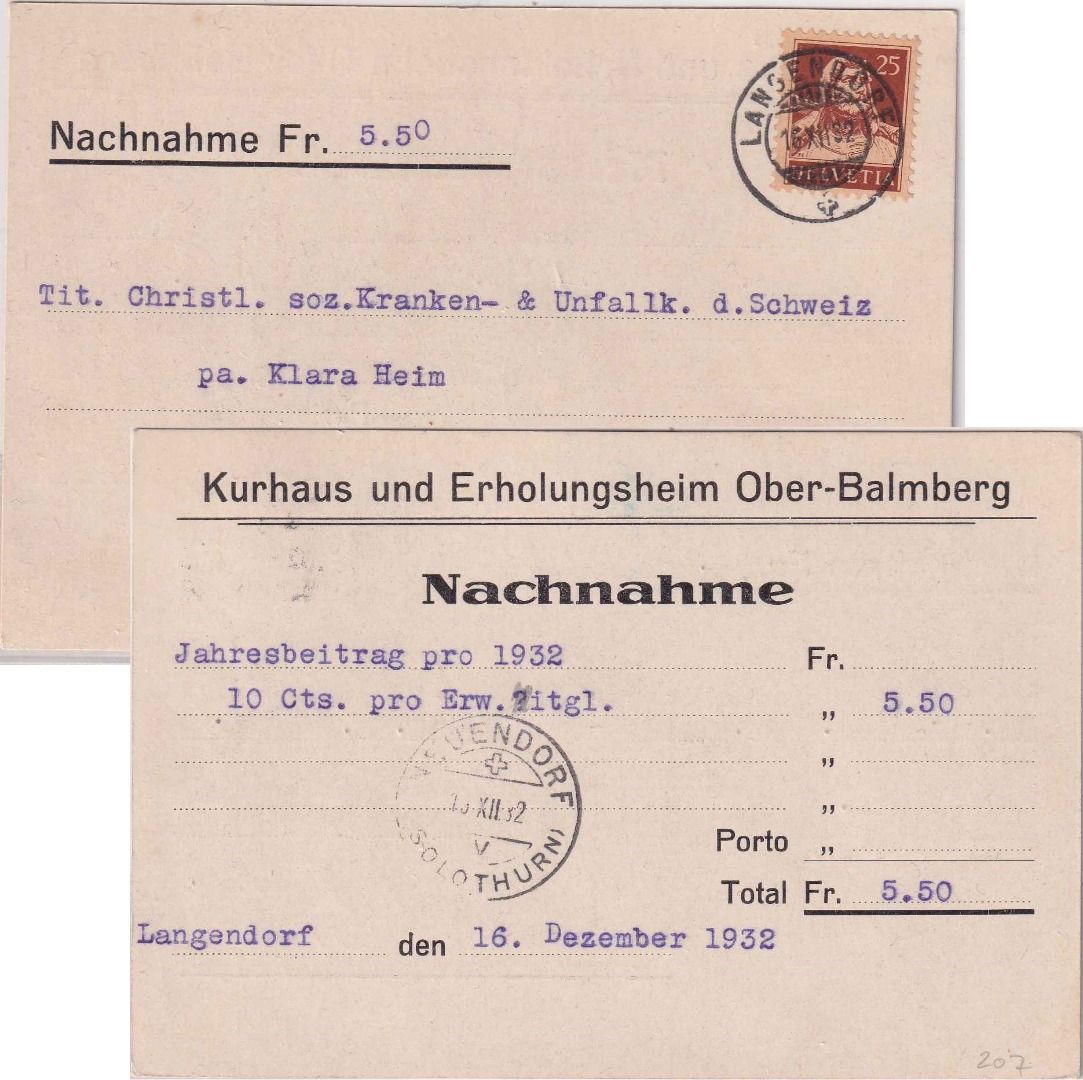 25
LANGENDORF
16.XII.32
HELVETIA
Nachnahme Fr. 5.50
Tit. Christl. soz.Kranken- & Unfallk. d.Schweiz
pa. Klara Heim
Kurhaus und Erholungsheim Ober-Balmberg
Nachnahme
Jahresbeitrag pro 1932 Fr.
10 Cts. pro Erw. Mitgl. „ 5.50
„
„
Porto „
Total Fr. 5.50
XII.32
V
(SOLOTHURN)
Langendorf den 16. Dezember 1932
207